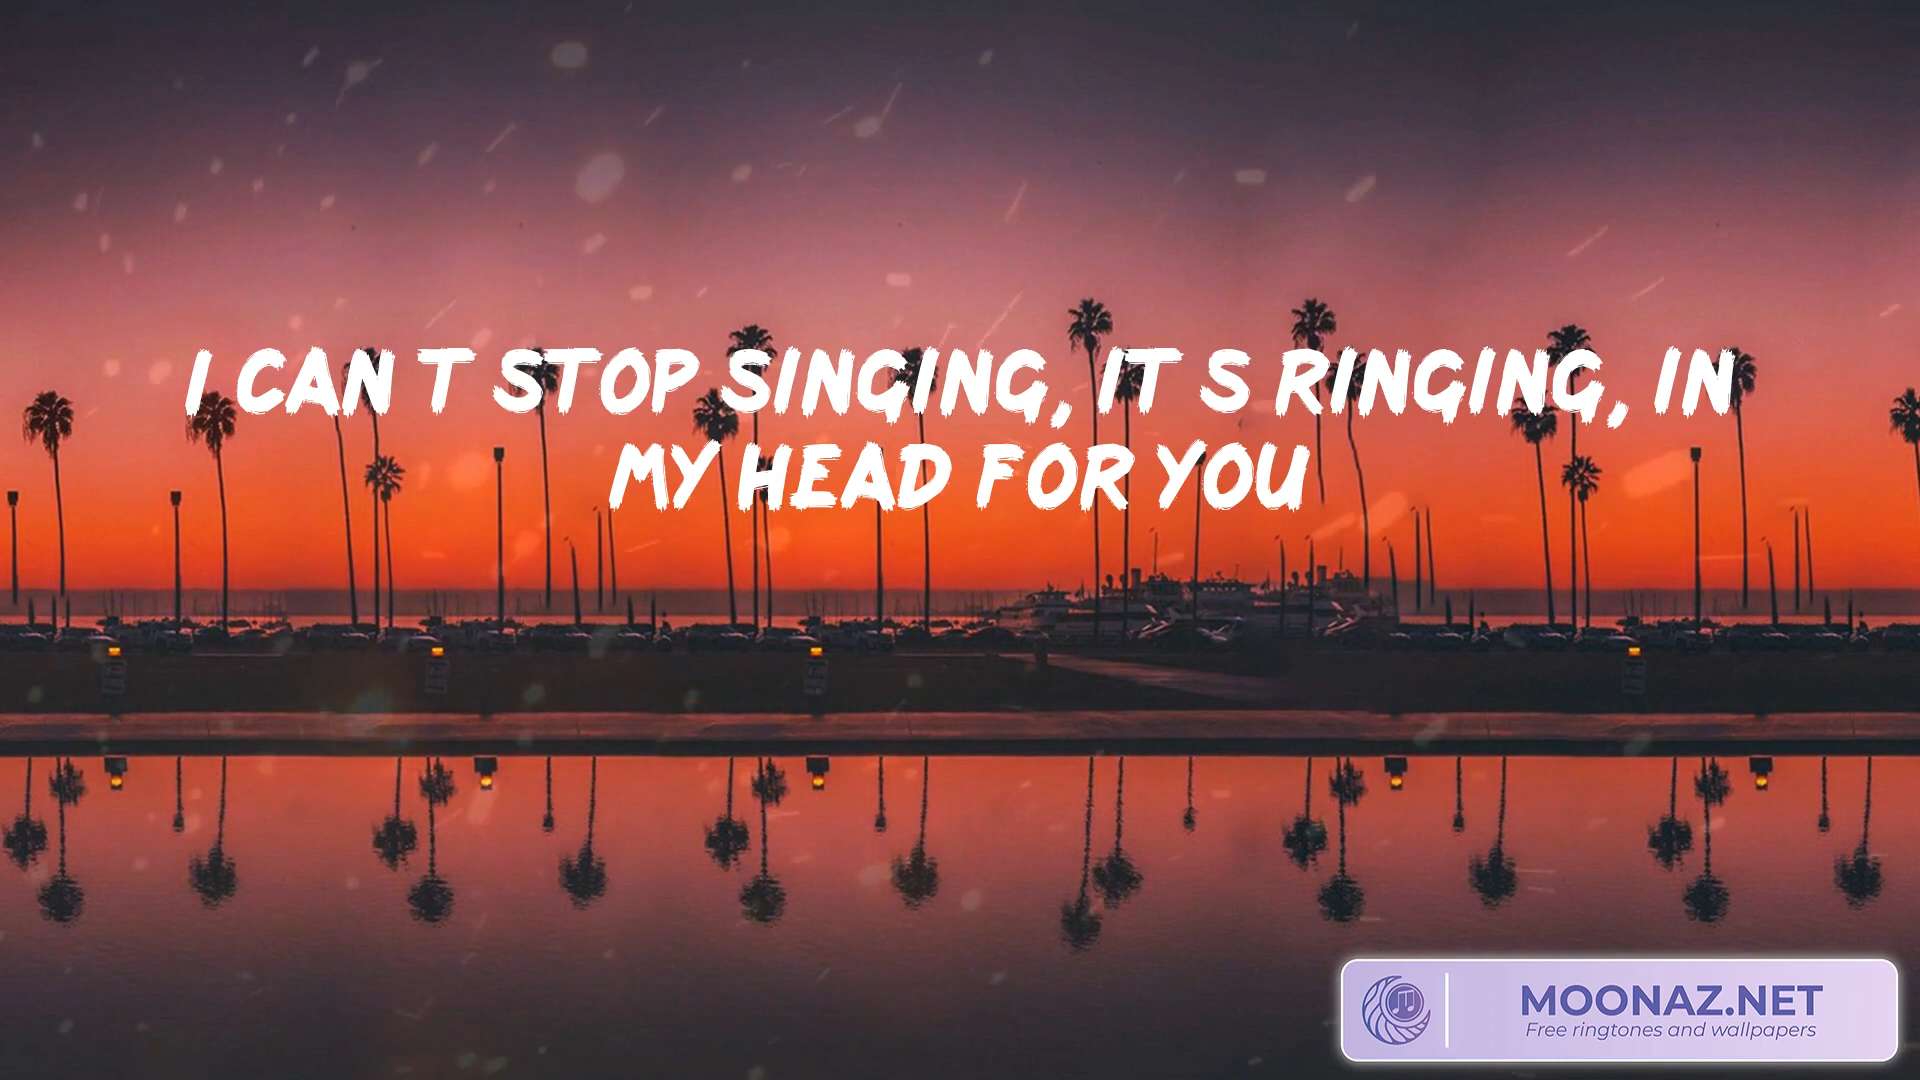 I CAN T STOP SINGING, IT S RINGING, IN
MY HEAD FOR YOU
MOONAZ.NET
Free ringtones and wallpapers